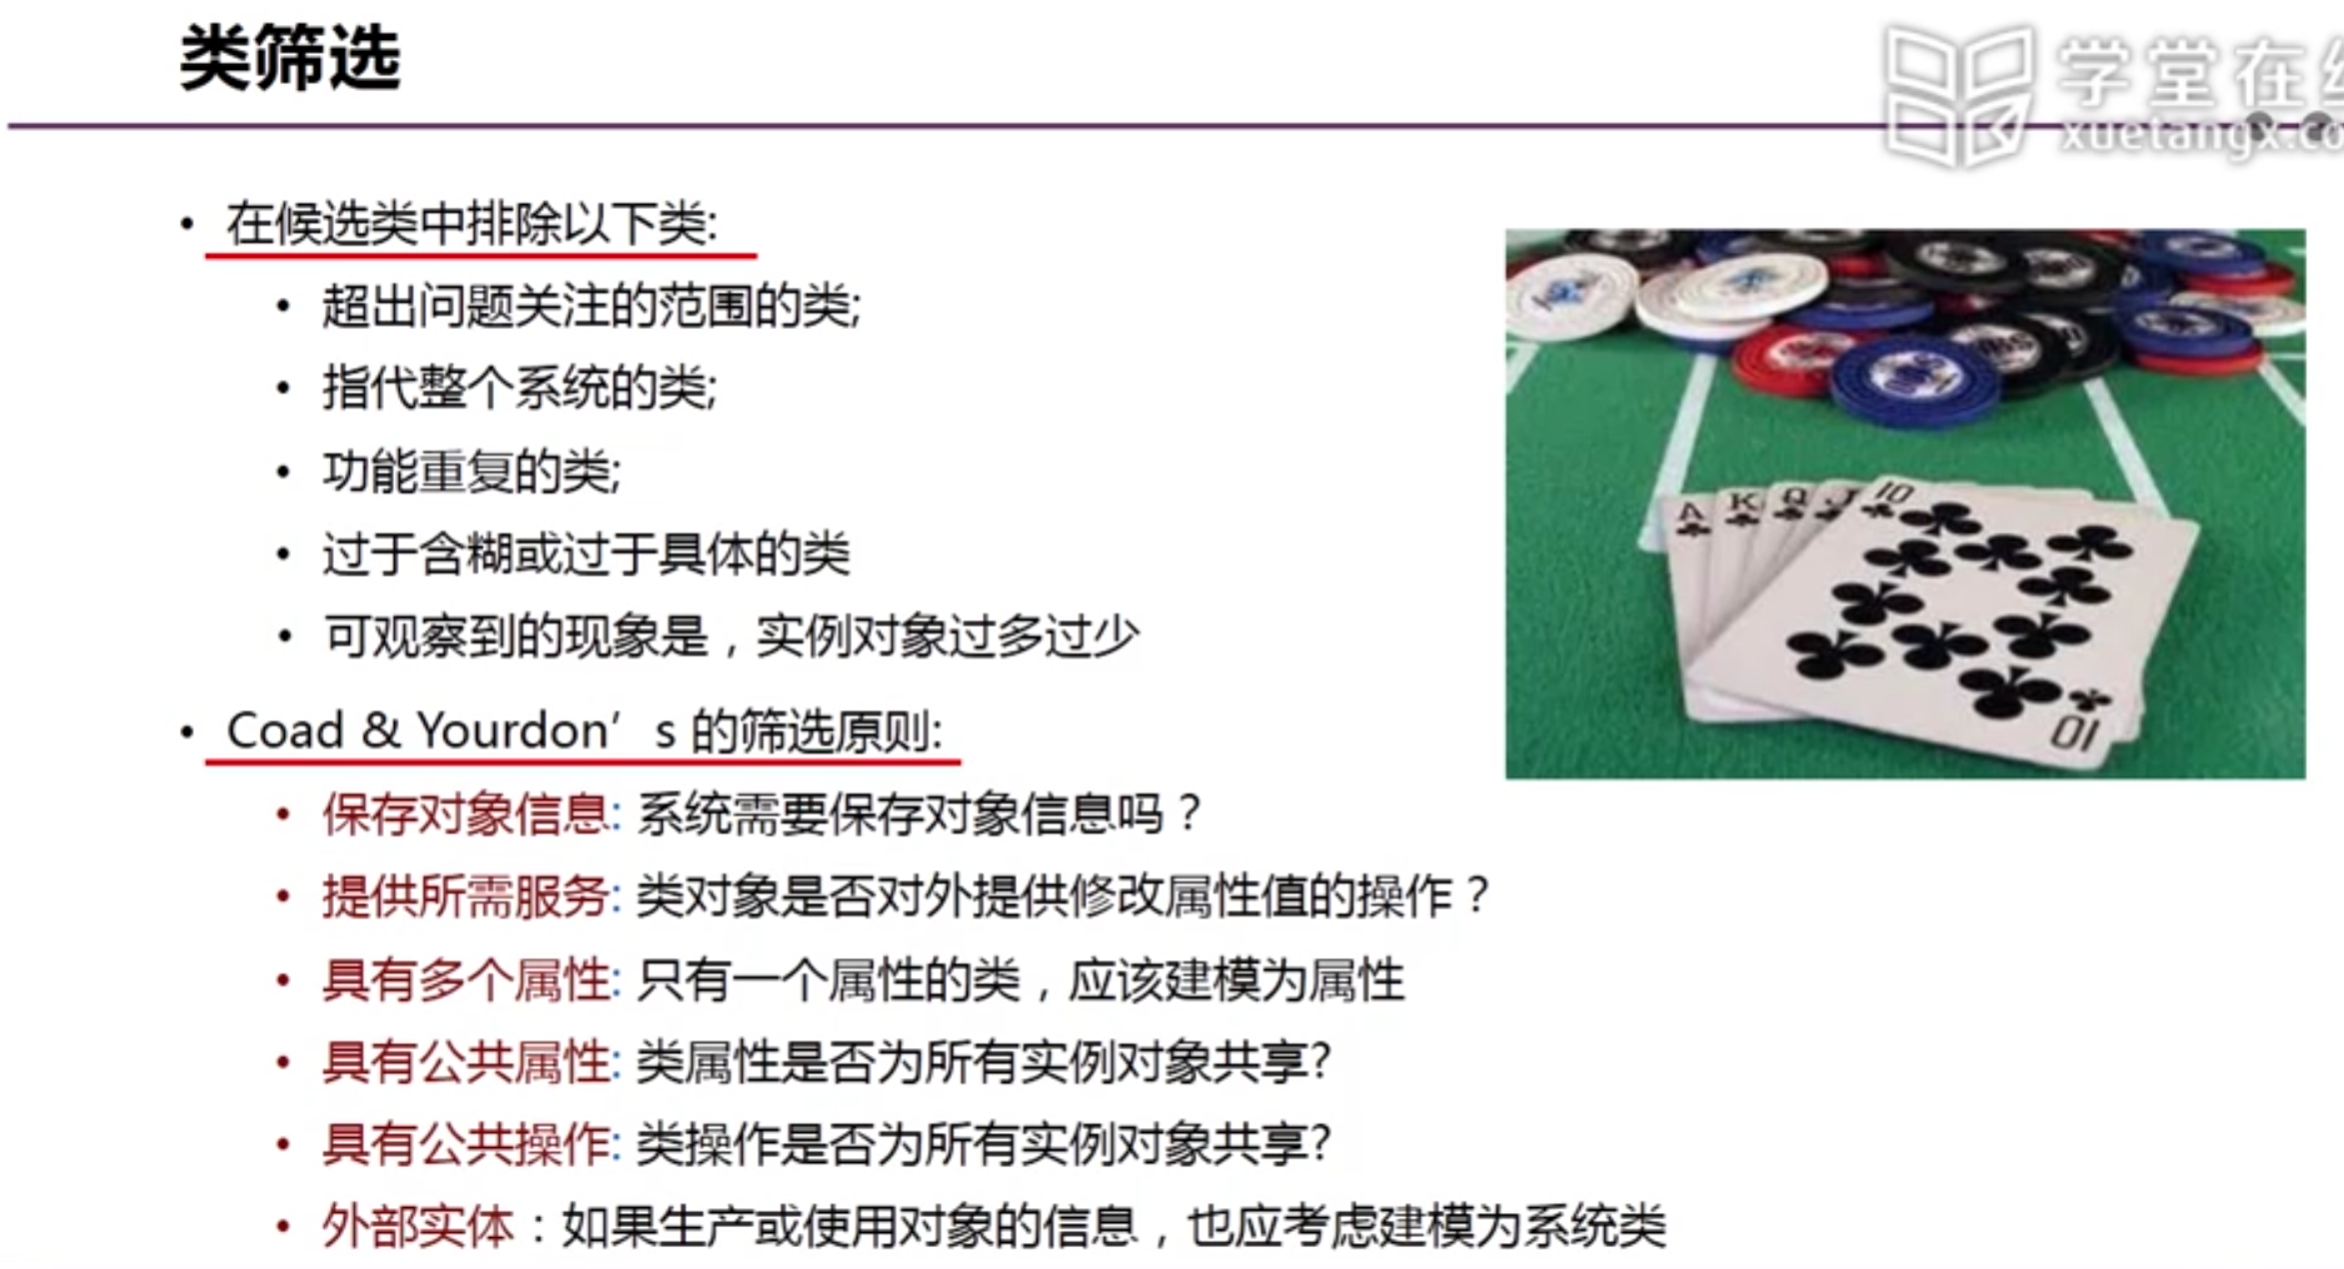 类筛选
学堂在
xuetangx.co
• 在候选类中排除以下类:
• 超出问题关注的范围的类;
• 指代整个系统的类;
• 功能重复的类;
• 过于含糊或过于具体的类
• 可观察到的现象是，实例对象过多过少
• Coad & Yourdon’s 的筛选原则:
• 保存对象信息: 系统需要保存对象信息吗？
• 提供所需服务: 类对象是否对外提供修改属性值的操作？
• 具有多个属性: 只有一个属性的类，应该建模为属性
• 具有公共属性: 类属性是否为所有实例对象共享?
• 具有公共操作: 类操作是否为所有实例对象共享?
• 外部实体：如果生产或使用对象的信息，也应考虑建模为系统类
A
K
Q
J
10
10